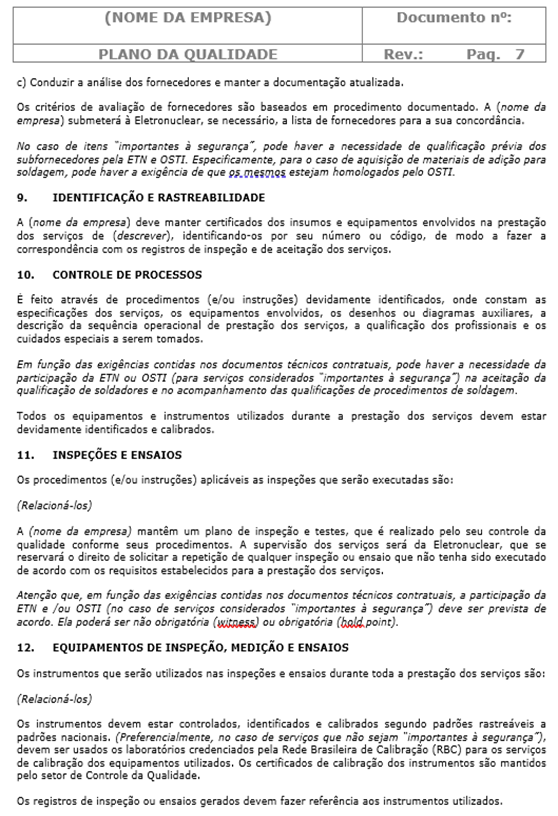 (NOME DA EMPRESA)
Documento nº:
PLANO DA QUALIDADE
Rev.: Pag. 7
c) Conduzir a análise dos fornecedores e manter a documentação atualizada.
Os critérios de avaliação de fornecedores são baseados em procedimento documentado. A (nome da
empresa) submeterá à Eletronuclear, se necessário, a lista de fornecedores para a sua concordância.
No caso de itens “importantes à segurança”, pode haver a necessidade de qualificação prévia dos
subfornecedores pela ETN e OSTI. Especificamente, para o caso de aquisição de materiais de adição para
soldagem, pode haver a exigência de que os mesmos estejam homologados pelo OSTI.
9. IDENTIFICAÇÃO E RASTREABILIDADE
A (nome da empresa) deve manter certificados dos insumos e equipamentos envolvidos na prestação
dos serviços de (descrever), identificando-os por seu número ou código, de modo a fazer a
correspondência com os registros de inspeção e de aceitação dos serviços.
10. CONTROLE DE PROCESSOS
É feito através de procedimentos (e/ou instruções) devidamente identificados, onde constam as
especificações dos serviços, os equipamentos envolvidos, os desenhos ou diagramas auxiliares, a
descrição da sequência operacional de prestação dos serviços, a qualificação dos profissionais e os
cuidados especiais a serem tomados.
Em função das exigências contidas nos documentos técnicos contratuais, pode haver a necessidade da
participação da ETN ou OSTI (para serviços considerados “importantes à segurança”) na aceitação da
qualificação de soldadores e no acompanhamento das qualificações de procedimentos de soldagem.
Todos os equipamentos e instrumentos utilizados durante a prestação dos serviços devem estar
devidamente identificados e calibrados.
11. INSPEÇÕES E ENSAIOS
Os procedimentos (e/ou instruções) aplicáveis as inspeções que serão executadas são:
(Relacioná-los)
A (nome da empresa) mantêm um plano de inspeção e testes, que é realizado pelo seu controle da
qualidade conforme seus procedimentos. A supervisão dos serviços será da Eletronuclear, que se
reservará o direito de solicitar a repetição de qualquer inspeção ou ensaio que não tenha sido executado
de acordo com os requisitos estabelecidos para a prestação dos serviços.
Atenção que, em função das exigências contidas nos documentos técnicos contratuais, a participação da
ETN e /ou OSTI (no caso de serviços considerados “importantes à segurança”) deve ser prevista de
acordo. Ela poderá ser não obrigatória (witness) ou obrigatória (hold point).
12. EQUIPAMENTOS DE INSPEÇÃO, MEDIÇÃO E ENSAIOS
Os instrumentos que serão utilizados nas inspeções e ensaios durante toda a prestação dos serviços são:
(Relacioná-los)
Os instrumentos devem estar controlados, identificados e calibrados segundo padrões rastreáveis a
padrões nacionais. (Preferencialmente, no caso de serviços que não sejam “importantes à segurança”),
devem ser usados os laboratórios credenciados pela Rede Brasileira de Calibração (RBC) para os serviços
de calibração dos equipamentos utilizados. Os certificados de calibração dos instrumentos são mantidos
pelo setor de Controle da Qualidade.
Os registros de inspeção ou ensaios gerados devem fazer referência aos instrumentos utilizados.